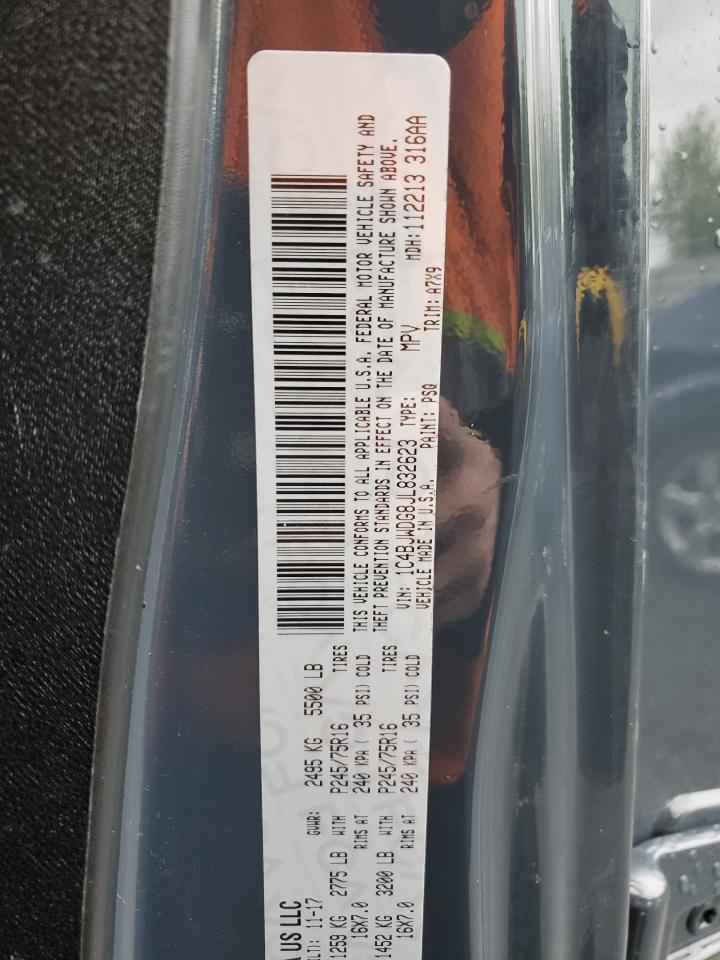 A US LLC
ILT): 11-17 GVWR: 2495 KG 5500 LB
1259 KG 2775 LB WITH P245/75R16 TIRES
16X7.0 RIMS AT 240 KPA ( 35 PSI) COLD
1452 KG 3200 LB WITH P245/75R16 TIRES
16X7.0 RIMS AT 240 KPA ( 35 PSI) COLD
THIS VEHICLE CONFORMS TO ALL APPLICABLE U.S.A. FEDERAL MOTOR VEHICLE SAFETY AND
THEFT PREVENTION STANDARDS IN EFFECT ON THE DATE OF MANUFACTURE SHOWN ABOVE.
VIN: 1C4BJWDG8JL832623 TYPE: MPV MDH:112213 316AA
VEHICLE MADE IN U.S.A. PAINT: PSQ TRIM: A7X9